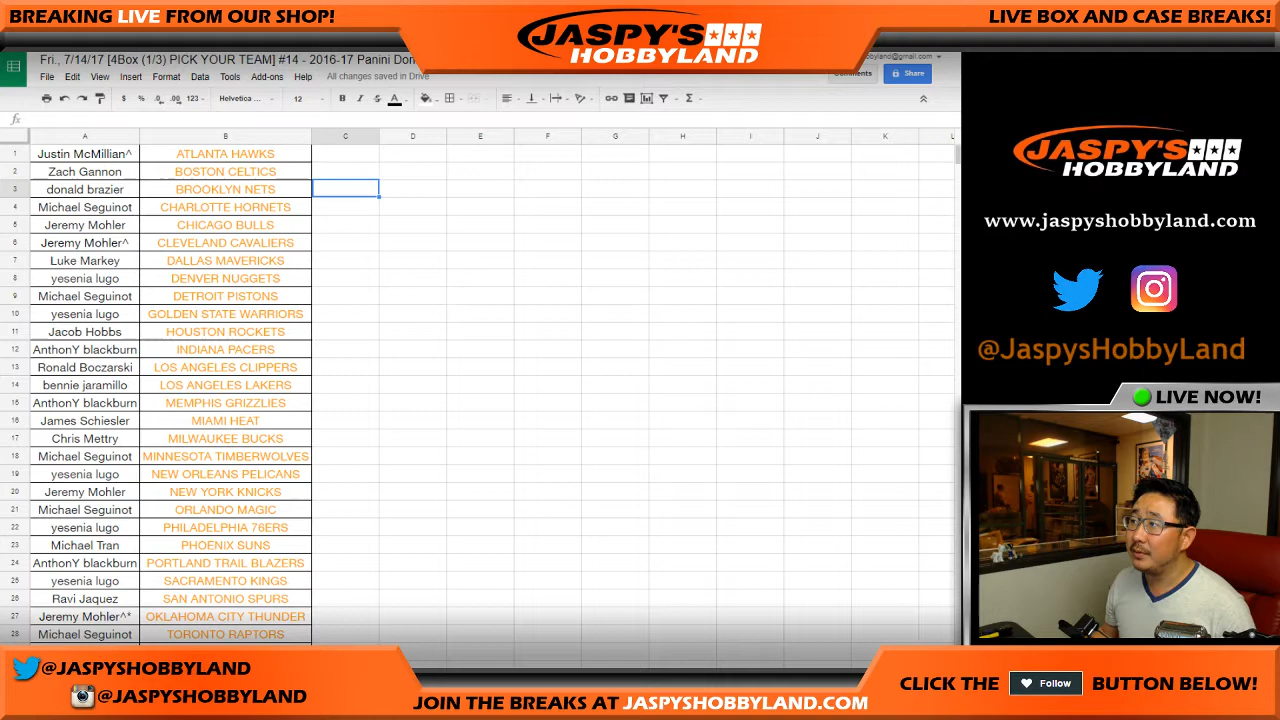 BREAKING LIVE FROM OUR SHOP!
JASPY'S
HOBBYLAND
LIVE BOX AND CASE BREAKS!
Fri., 7/14/17 [4Box (1/3) PICK YOUR TEAM] #14 - 2016-17 Panini Don
byland@gmail.com
File Edit View Insert Format Data Tools Add-ons Help All changes saved in Drive
Comments Share
$ % .0 .00 123 Helvetica ... 12 B I S A
fx
A B C D E F G H I J K L
1 Justin McMillian^ ATLANTA HAWKS
2 Zach Gannon BOSTON CELTICS
3 donald brazier BROOKLYN NETS
4 Michael Seguinot CHARLOTTE HORNETS
5 Jeremy Mohler CHICAGO BULLS
6 Jeremy Mohler^ CLEVELAND CAVALIERS
7 Luke Markey DALLAS MAVERICKS
8 yesenia lugo DENVER NUGGETS
9 Michael Seguinot DETROIT PISTONS
10 yesenia lugo GOLDEN STATE WARRIORS
11 Jacob Hobbs HOUSTON ROCKETS
12 AnthonY blackburn INDIANA PACERS
13 Ronald Boczarski LOS ANGELES CLIPPERS
14 bennie jaramillo LOS ANGELES LAKERS
15 AnthonY blackburn MEMPHIS GRIZZLIES
16 James Schiesler MIAMI HEAT
17 Chris Mettry MILWAUKEE BUCKS
18 Michael Seguinot MINNESOTA TIMBERWOLVES
19 yesenia lugo NEW ORLEANS PELICANS
20 Jeremy Mohler NEW YORK KNICKS
21 Michael Seguinot ORLANDO MAGIC
22 yesenia lugo PHILADELPHIA 76ERS
23 Michael Tran PHOENIX SUNS
24 AnthonY blackburn PORTLAND TRAIL BLAZERS
25 yesenia lugo SACRAMENTO KINGS
26 Ravi Jaquez SAN ANTONIO SPURS
27 Jeremy Mohler^* OKLAHOMA CITY THUNDER
28 Michael Seguinot TORONTO RAPTORS
JASPY'S
HOBBYLAND
www.jaspyshobbyland.com
@JaspysHobbyLand
LIVE NOW!
@JASPYSHOBBYLAND
@JASPYSHOBBYLAND
JOIN THE BREAKS AT JASPYSHOBBYLAND.COM
CLICK THE Follow BUTTON BELOW!